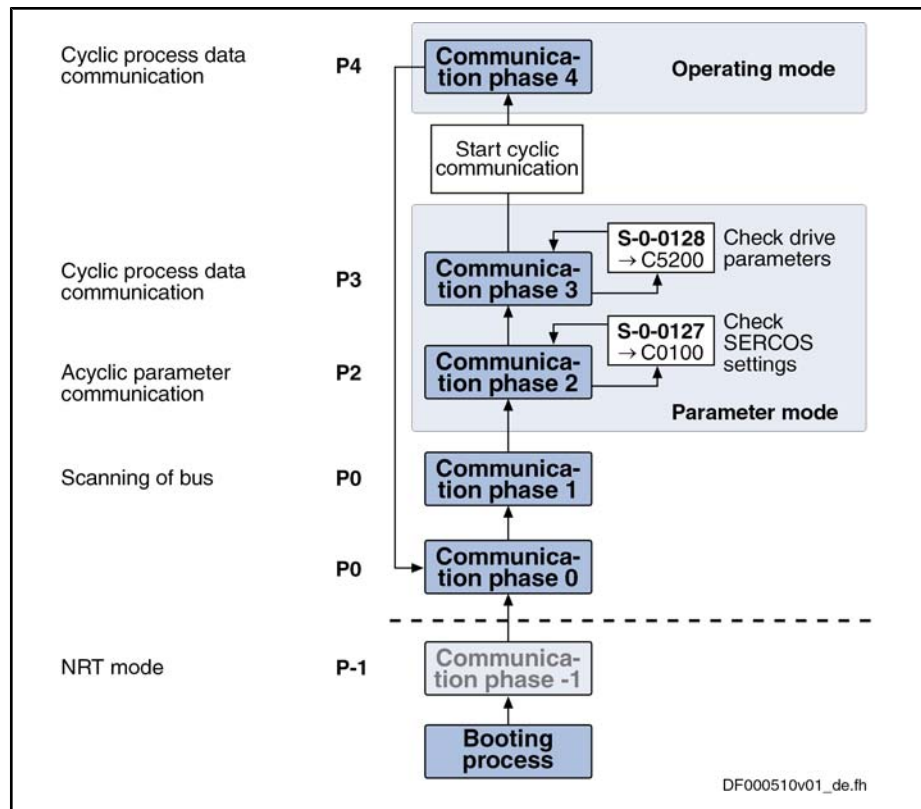 Cyclic process data
communication
P4
Communica-
tion phase 4
Operating mode
Start cyclic
communication
S-0-0128
→ C5200
Check drive
parameters
Cyclic process data
communication
P3
Communica-
tion phase 3
S-0-0127
→ C0100
Check
SERCOS
settings
Acyclic parameter
communication
P2
Communica-
tion phase 2
Parameter mode
Scanning of bus
P0
Communica-
tion phase 1
P0
Communica-
tion phase 0
NRT mode
P-1
Communica-
tion phase -1
Booting
process
DF000510v01_de.fh